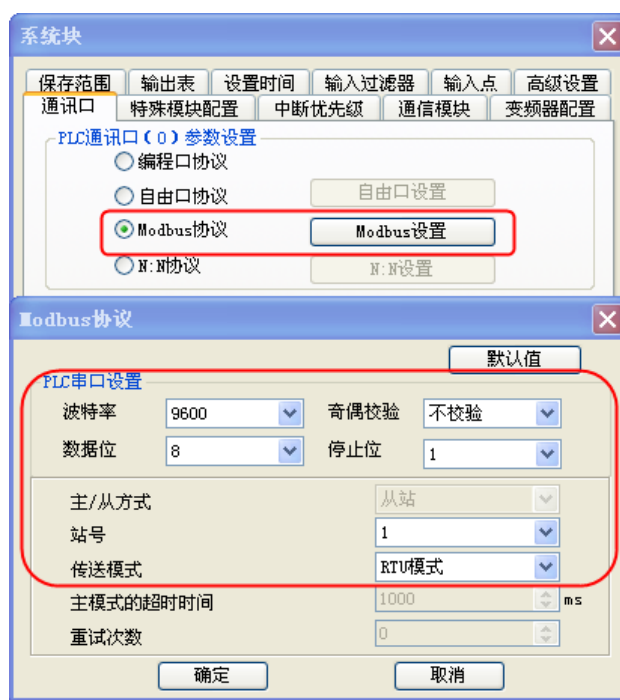 系统块
保存范围 输出表 设置时间 输入过滤器 输入点 高级设置
通讯口 特殊模块配置 中断优先级 通信模块 变频器配置
PLC通讯口(0)参数设置
编程口协议
自由口协议 自由口设置
Modbus协议 Modbus设置
N:N协议 N:N设置
Modbus协议
默认值
PLC串口设置
波特率 9600 奇偶校验 不校验
数据位 8 停止位 1
主/从方式 从站
站号 1
传送模式 RTU模式
主模式的超时时间 1000 ms
重试次数 0
确定 取消